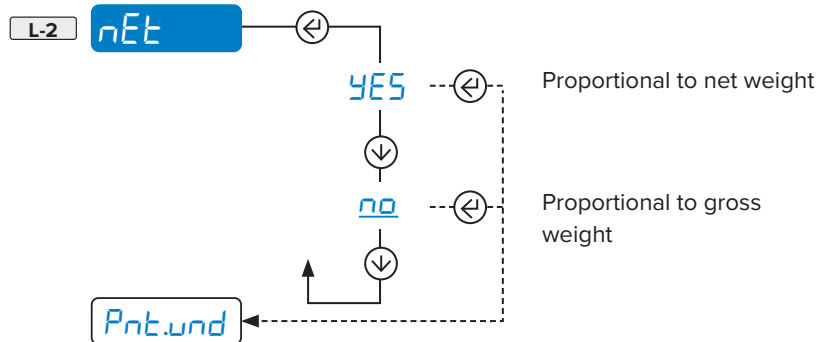 L-2 nEt
YES Proportional to net weight
no Proportional to gross
weight
Pnt.und